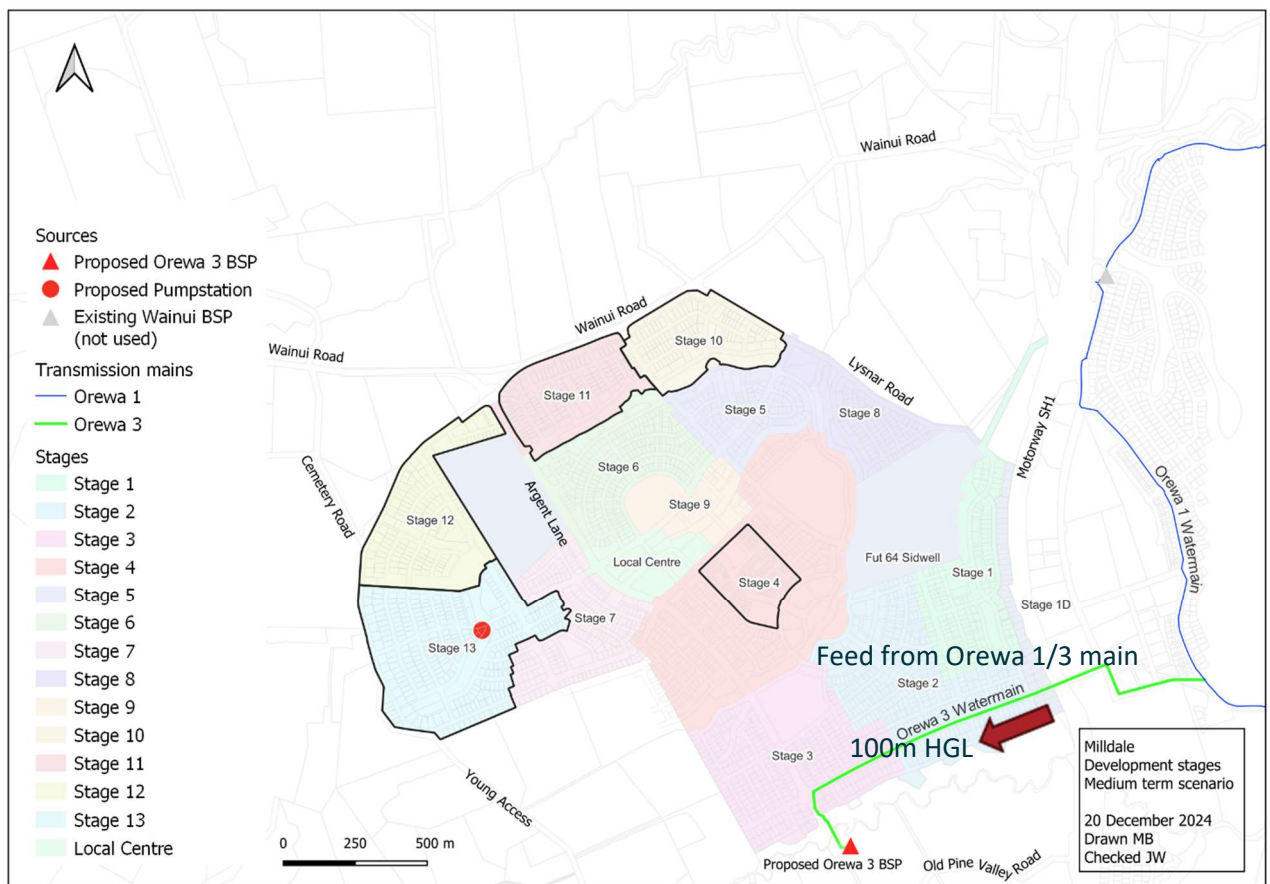 Wainui Road
Sources
Proposed Orewa 3 BSP
Proposed Pumpstation
Existing Wainui BSP
(not used)
Transmission mains
Orewa 1
Orewa 3
Stages
Stage 1
Stage 2
Stage 3
Stage 4
Stage 5
Stage 6
Stage 7
Stage 8
Stage 9
Stage 10
Stage 11
Stage 12
Stage 13
Local Centre
Wainui Road
Wainui Road
Stage 10
Lysnar Road
Stage 11
Stage 5
Stage 8
Motorway SH1
Orewa 1 Watermain
Cemetery Road
Argent Lane
Stage 6
Stage 9
Stage 12
Local Centre
Fut 64 Sidwell
Stage 4
Stage 1
Stage 1D
Stage 7
Stage 13
Feed from Orewa 1/3 main
Stage 2
Orewa 3 Watermain
100m HGL
Stage 3
Young Access
0 250 500 m
Proposed Orewa 3 BSP
Old Pine Valley Road
Milldale
Development stages
Medium term scenario
20 December 2024
Drawn MB
Checked JW